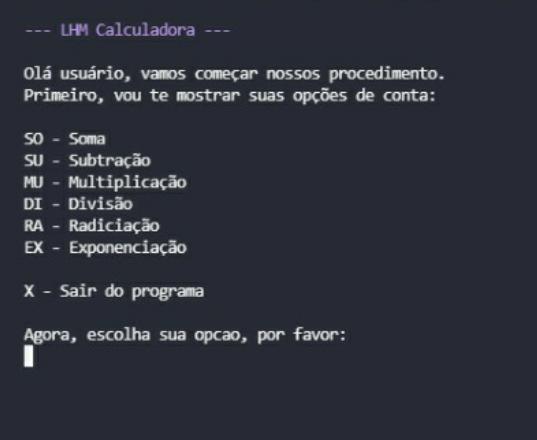 --- LHM Calculadora ---
Olá usuário, vamos começar nossos procedimento.
Primeiro, vou te mostrar suas opções de conta:
SO - Soma
SU - Subtração
MU - Multiplicação
DI - Divisão
RA - Radiciação
EX - Exponenciação
X - Sair do programa
Agora, escolha sua opcao, por favor: